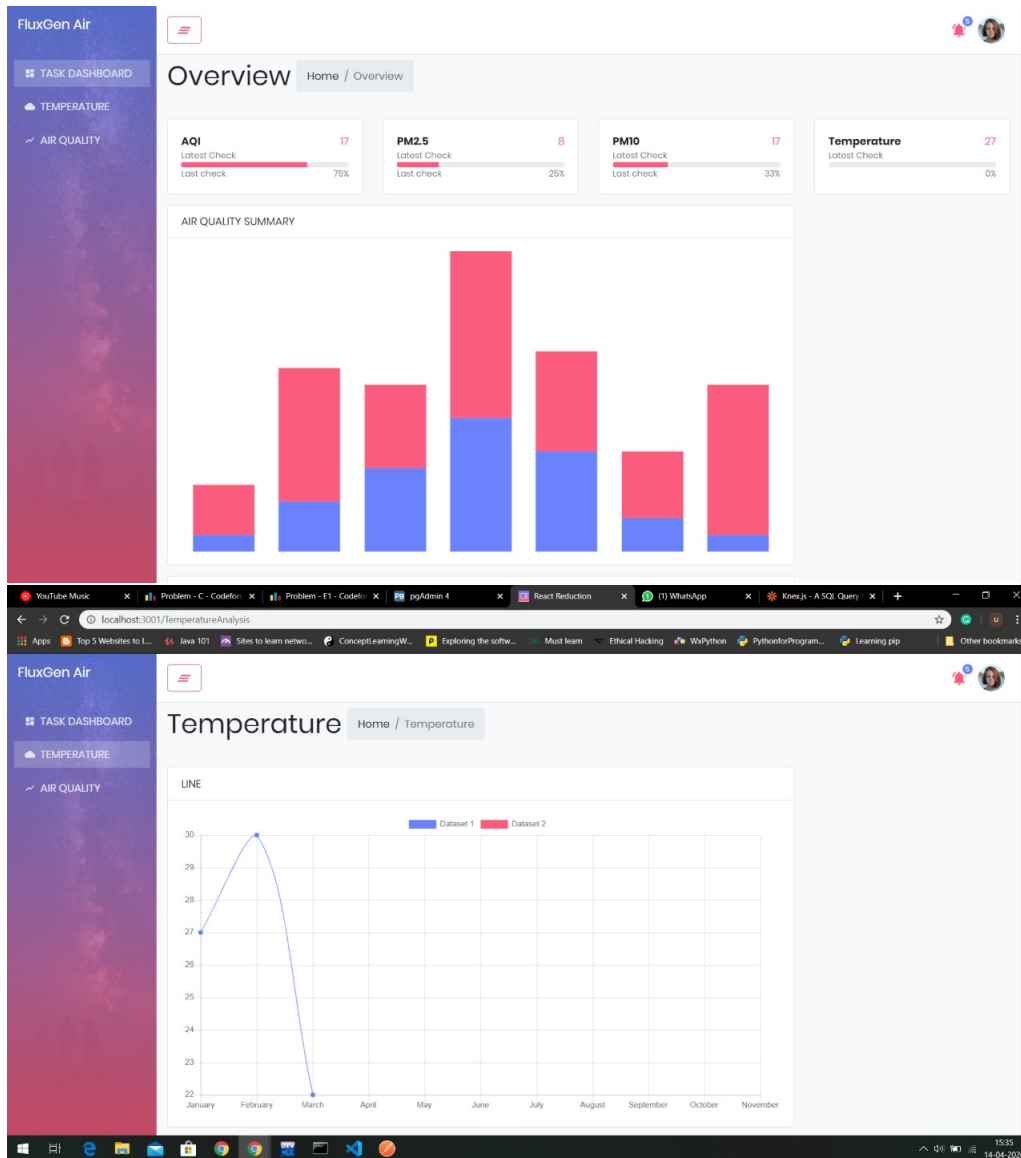 FluxGen Air
5
TASK DASHBOARD
TEMPERATURE
AIR QUALITY
Overview Home / Overview
AQI 17
Latest Check
Last check 75%
PM2.5 8
Latest Check
Last check 25%
PM10 17
Latest Check
Last check 33%
Temperature 27
Latest Check
0%
AIR QUALITY SUMMARY
YouTube Music Problem - C - Codeforc Problem - E1 - Codefo pgAdmin 4 React Reduction (1) WhatsApp Knex.js - A SQL Query
localhost:3001/TemperatureAnalysis
Apps Top 5 Websites to L... Java 101 Sites to learn netwo... ConceptLearningW... Exploring the softw... Must learn Ethical Hacking WxPython PythonforProgram... Learning pip Other bookmarks
FluxGen Air
5
TASK DASHBOARD
TEMPERATURE
AIR QUALITY
Temperature Home / Temperature
LINE
Dataset 1 Dataset 2
30
29
28
27
26
25
24
23
22
January February March April May June July August September October November
15:35
14-04-202